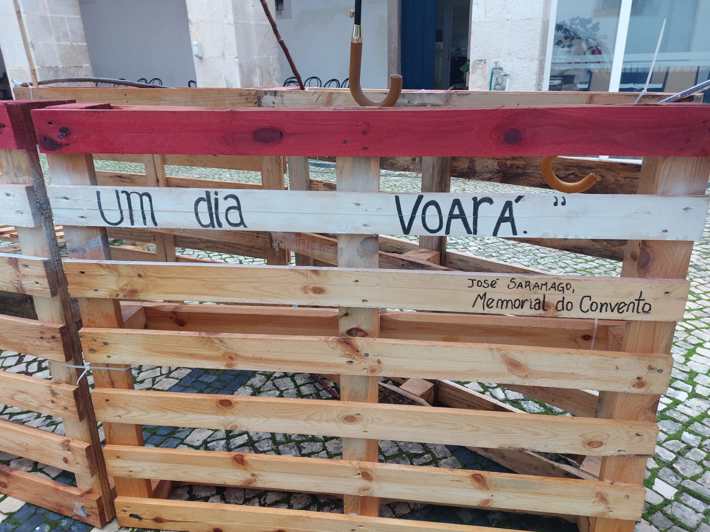 Um dia VOARÁ."
JOSÉ SARAMAGO,
Memorial do Convento